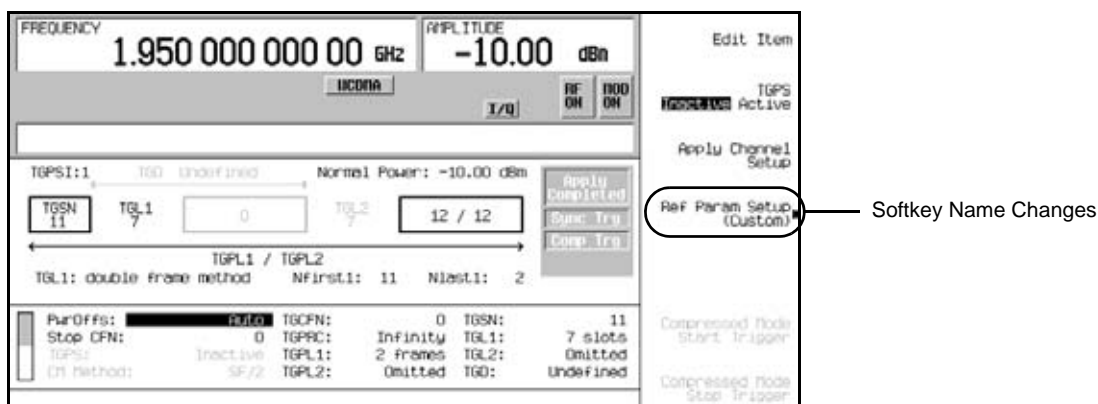 FREQUENCY
1.950 000 000 00 GHz
AMPLITUDE
-10.00 dBm
WCDMA
I/Q
RF ON
MOD ON
TGPSI:1
TGD Undefined
Normal Power: -10.00 dBm
TGSN 11
TGL1 7
0
TGL2 7
12 / 12
Apply Completed
Sync Trg
Comp Trg
TGPL1 / TGPL2
TGL1: double frame method Nfirst1: 11 Nlast1: 2
PwrOffs: Auto TGCFN: 0 TGSN: 11
Stop CFN: 0 TGPRC: Infinity TGL1: 7 slots
TGPS: Inactive TGPL1: 2 frames TGL2: Omitted
CM Method: SF/2 TGPL2: Omitted TGD: Undefined
Edit Item
TGPS
Inactive Active
Apply Channel
Setup
Ref Param Setup
(Custom)
Compressed Mode
Start Trigger
Compressed Mode
Stop Trigger
Softkey Name Changes